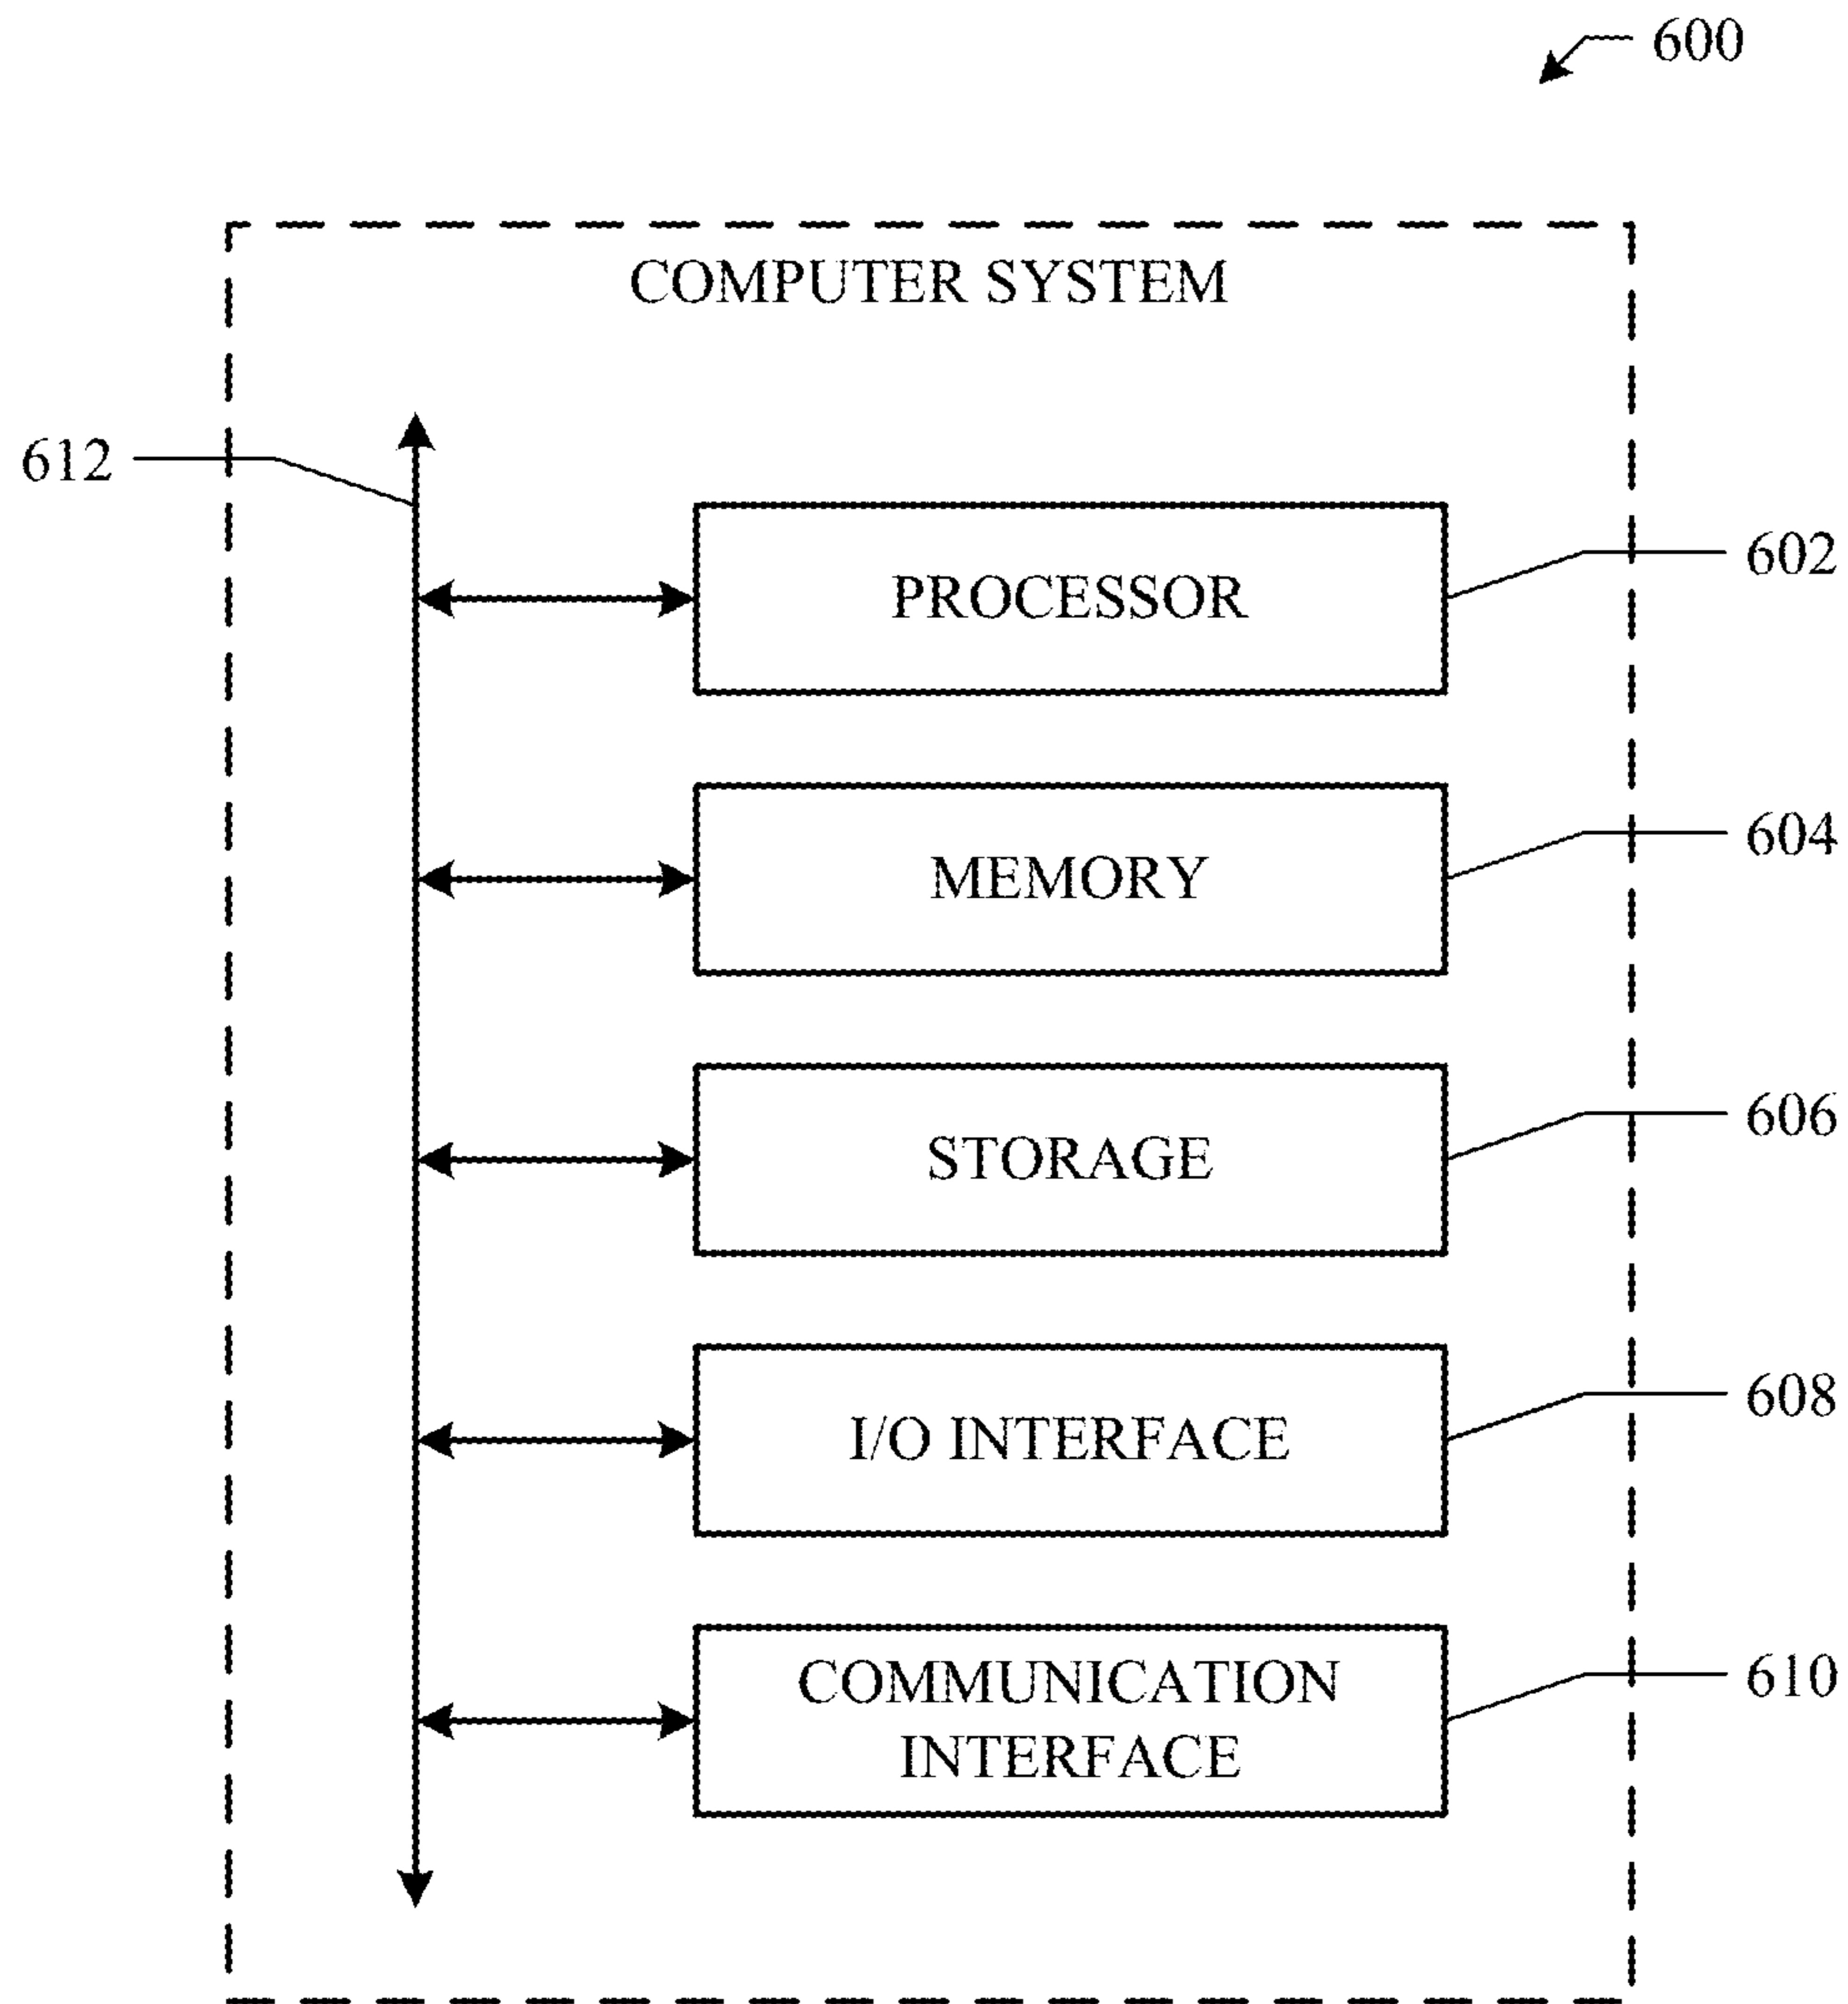 600
COMPUTER SYSTEM
612
PROCESSOR
602
MEMORY
604
STORAGE
606
I/O INTERFACE
608
COMMUNICATION
INTERFACE
610